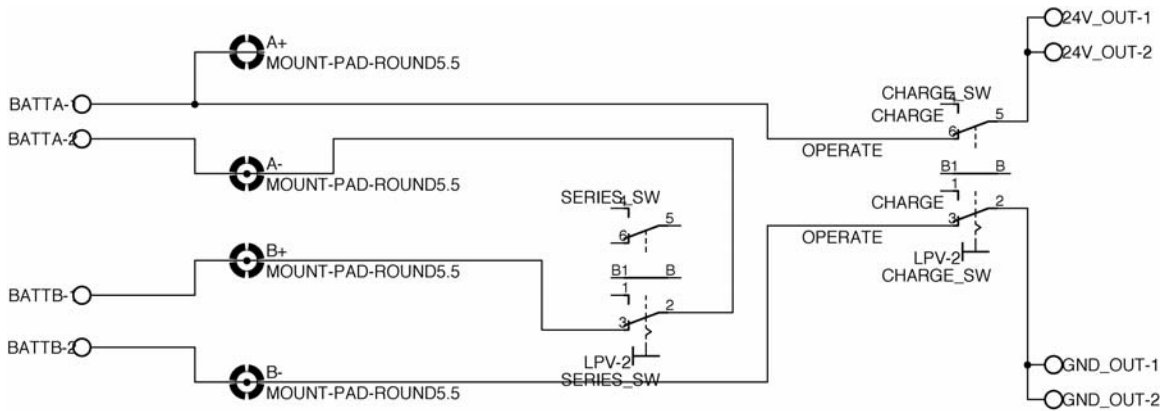 24V_OUT-1
A+
MOUNT-PAD-ROUND5.5
24V_OUT-2
BATTA-1
CHARGE_SW
4
CHARGE
5
6
BATTA-2
OPERATE
A-
MOUNT-PAD-ROUND5.5
B1 B
SERIES_SW
4
5
6
1
CHARGE
2
3
OPERATE
B+
MOUNT-PAD-ROUND5.5
LPV-2
CHARGE_SW
B1 B
BATTB-1
1
2
3
BATTB-2
LPV-2
SERIES_SW
B-
MOUNT-PAD-ROUND5.5
GND_OUT-1
GND_OUT-2